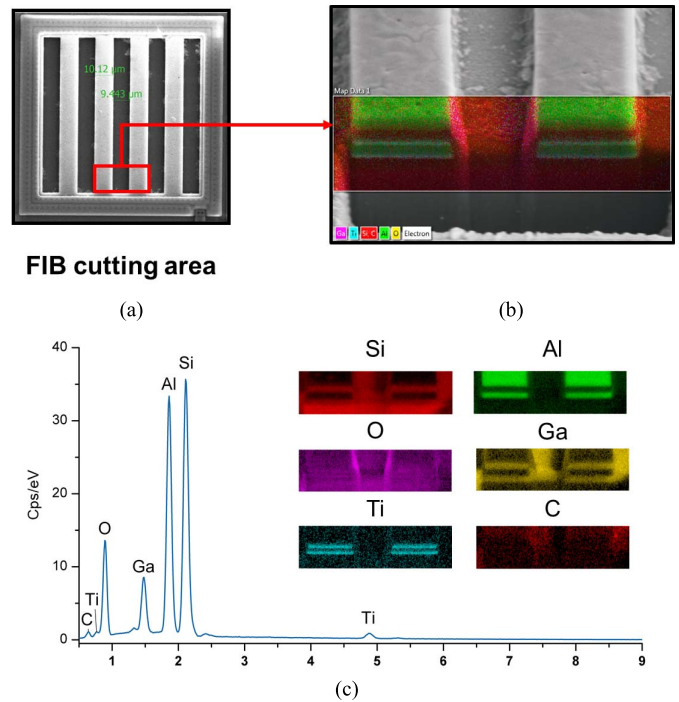 10.12 µm
9.443 µm
FIB cutting area
(a)
Map Data 1
Ga Ti Si, C Al O Electron
(b)
40
30
20
10
0
Cps/eV
C
Ti
O
Ga
Al
Si
Ti
1 2 3 4 5 6 7 8 9
Si Al
O Ga
Ti C
(c)